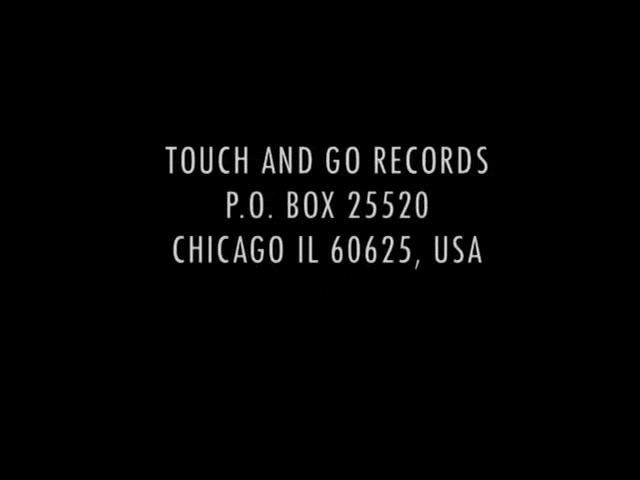 TOUCH AND GO RECORDS
P.O. BOX 25520
CHICAGO IL 60625, USA